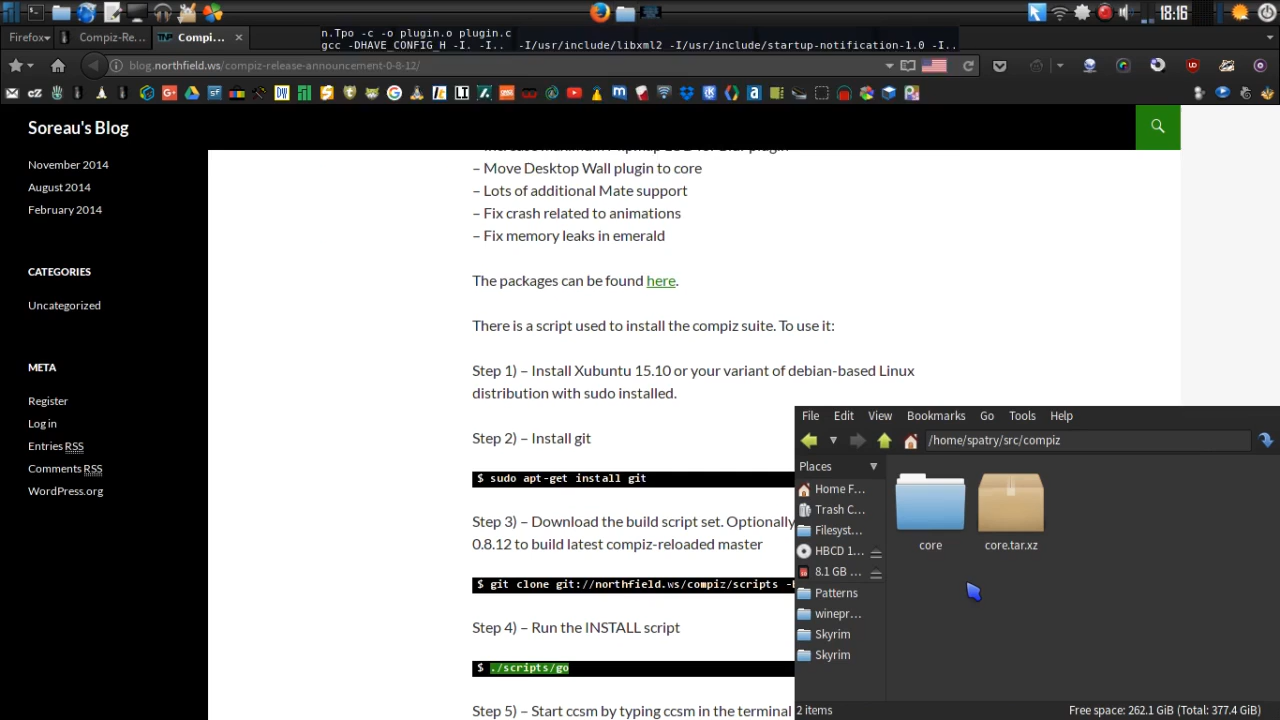 18:16
Firefox
Compiz-Re...
Compi...
n.Tpo -c -o plugin.o plugin.c
gcc -DHAVE_CONFIG_H -I. -I.. -I/usr/include/libxml2 -I/usr/include/startup-notification-1.0 -I..
blog.northfield.ws/compiz-release-announcement-0-8-12/
Soreau's Blog
November 2014
August 2014
February 2014
CATEGORIES
Uncategorized
META
Register
Log in
Entries RSS
Comments RSS
WordPress.org
– Move Desktop Wall plugin to core
– Lots of additional Mate support
– Fix crash related to animations
– Fix memory leaks in emerald
The packages can be found here.
There is a script used to install the compiz suite. To use it:
Step 1) – Install Xubuntu 15.10 or your variant of debian-based Linux
distribution with sudo installed.
Step 2) – Install git
$ sudo apt-get install git
Step 3) – Download the build script set. Optionally
0.8.12 to build latest compiz-reloaded master
$ git clone git://northfield.ws/compiz/scripts -b
Step 4) – Run the INSTALL script
$ ./scripts/go
Step 5) – Start ccsm by typing ccsm in the terminal
File Edit View Bookmarks Go Tools Help
/home/spatry/src/compiz
Places
Home F...
Trash C...
Filesyst...
HBCD 1...
8.1 GB ...
Patterns
winepr...
Skyrim
Skyrim
core
core.tar.xz
2 items
Free space: 262.1 GiB (Total: 377.4 GiB)